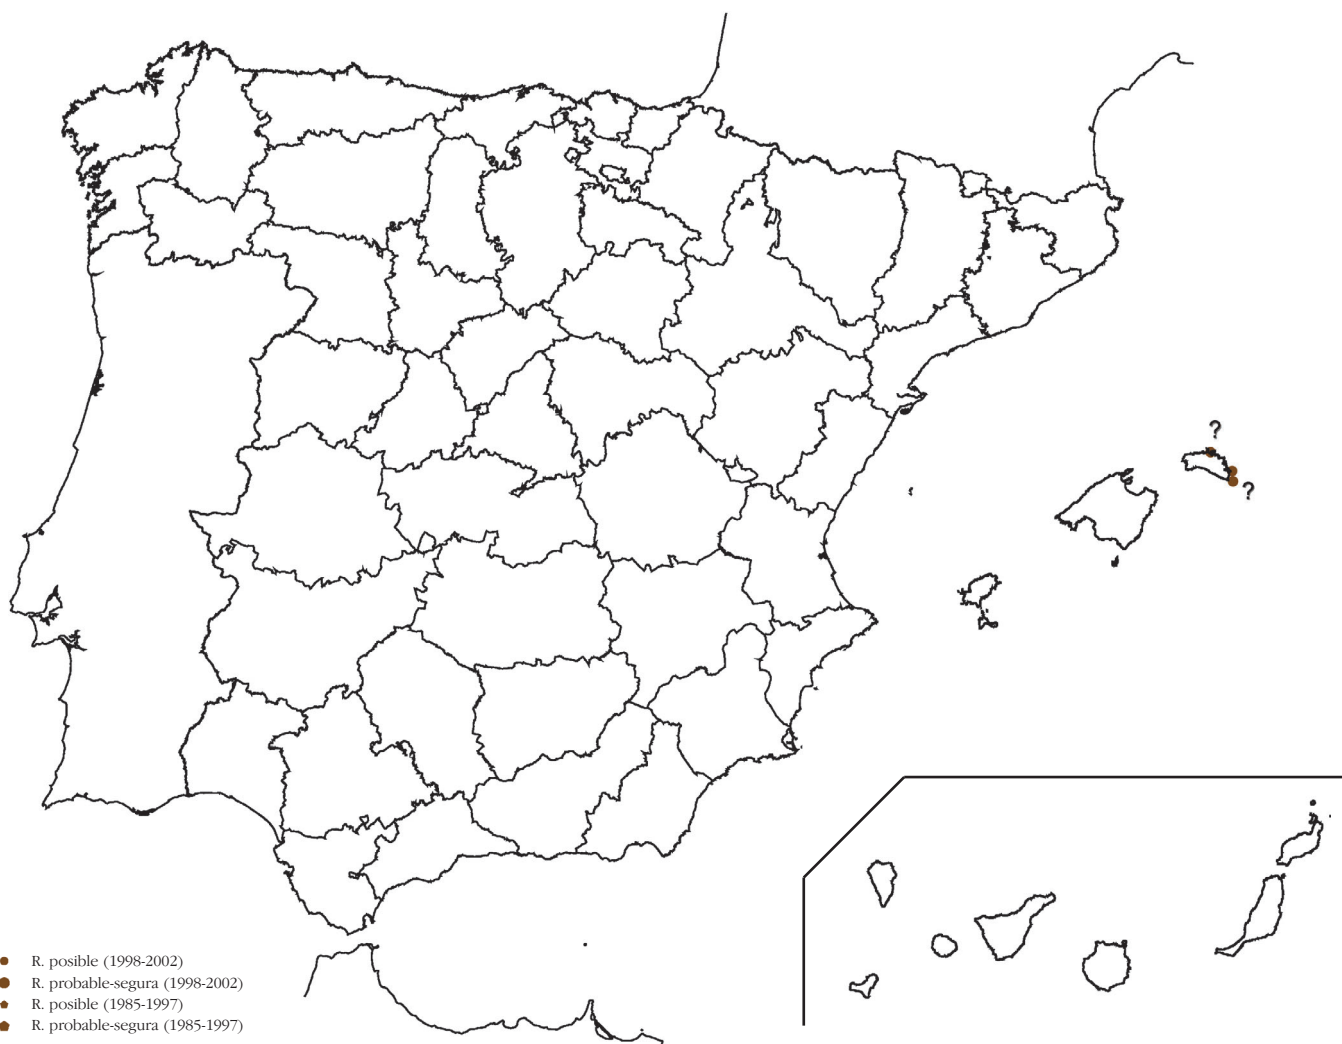 ?
?
R. posible (1998-2002)
R. probable-segura (1998-2002)
R. posible (1985-1997)
R. probable-segura (1985-1997)